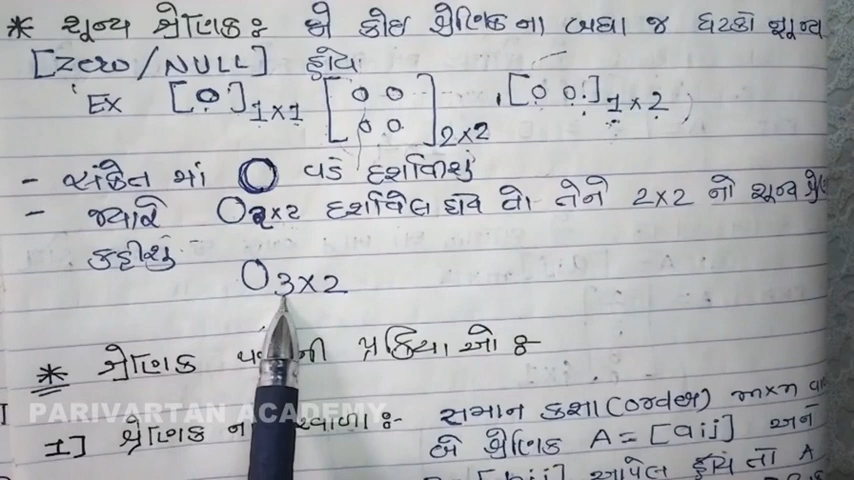 * શૂન્ય શ્રેણિક : જો કોઇ શ્રેણિક ના બધા જ ઘટકો શૂન્ય
[Zero/NULL] હોય
Ex [0]1×1 [0 0 0 0]2×2 , [0 0]1×2
- સંકેત માં O વડે દર્શાવીશું
- જ્યારે O2×2 દર્શાવેલ હોય તો તેને 2×2 નો શૂન્ય
કહીશું
O3×2
* શ્રેણિક પરની પ્રક્રિયાઓ :
1] શ્રેણિક ના સરવાળા :- સમાન કક્ષા m×n
બે શ્રેણિક A = [aij] અને
આપેલ હોય તો A
PARIVARTAN ACADEMY